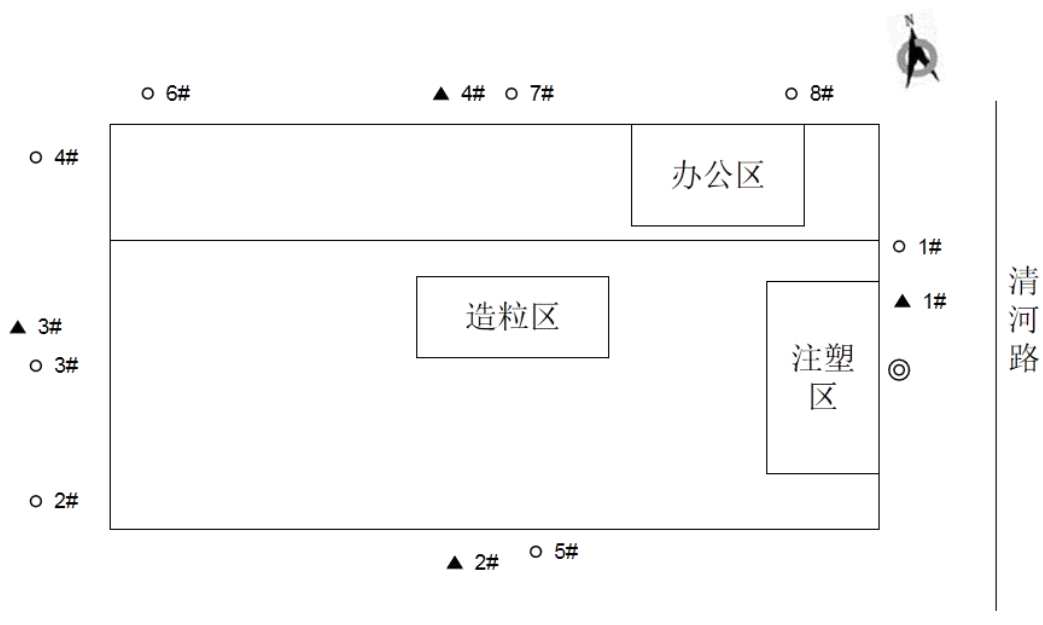 N
○ 6#
▲ 4#
○ 7#
○ 8#
○ 4#
办公区
○ 1#
造粒区
▲ 1#
清河路
▲ 3#
○ 3#
注塑
区
◎
○ 2#
▲ 2#
○ 5#